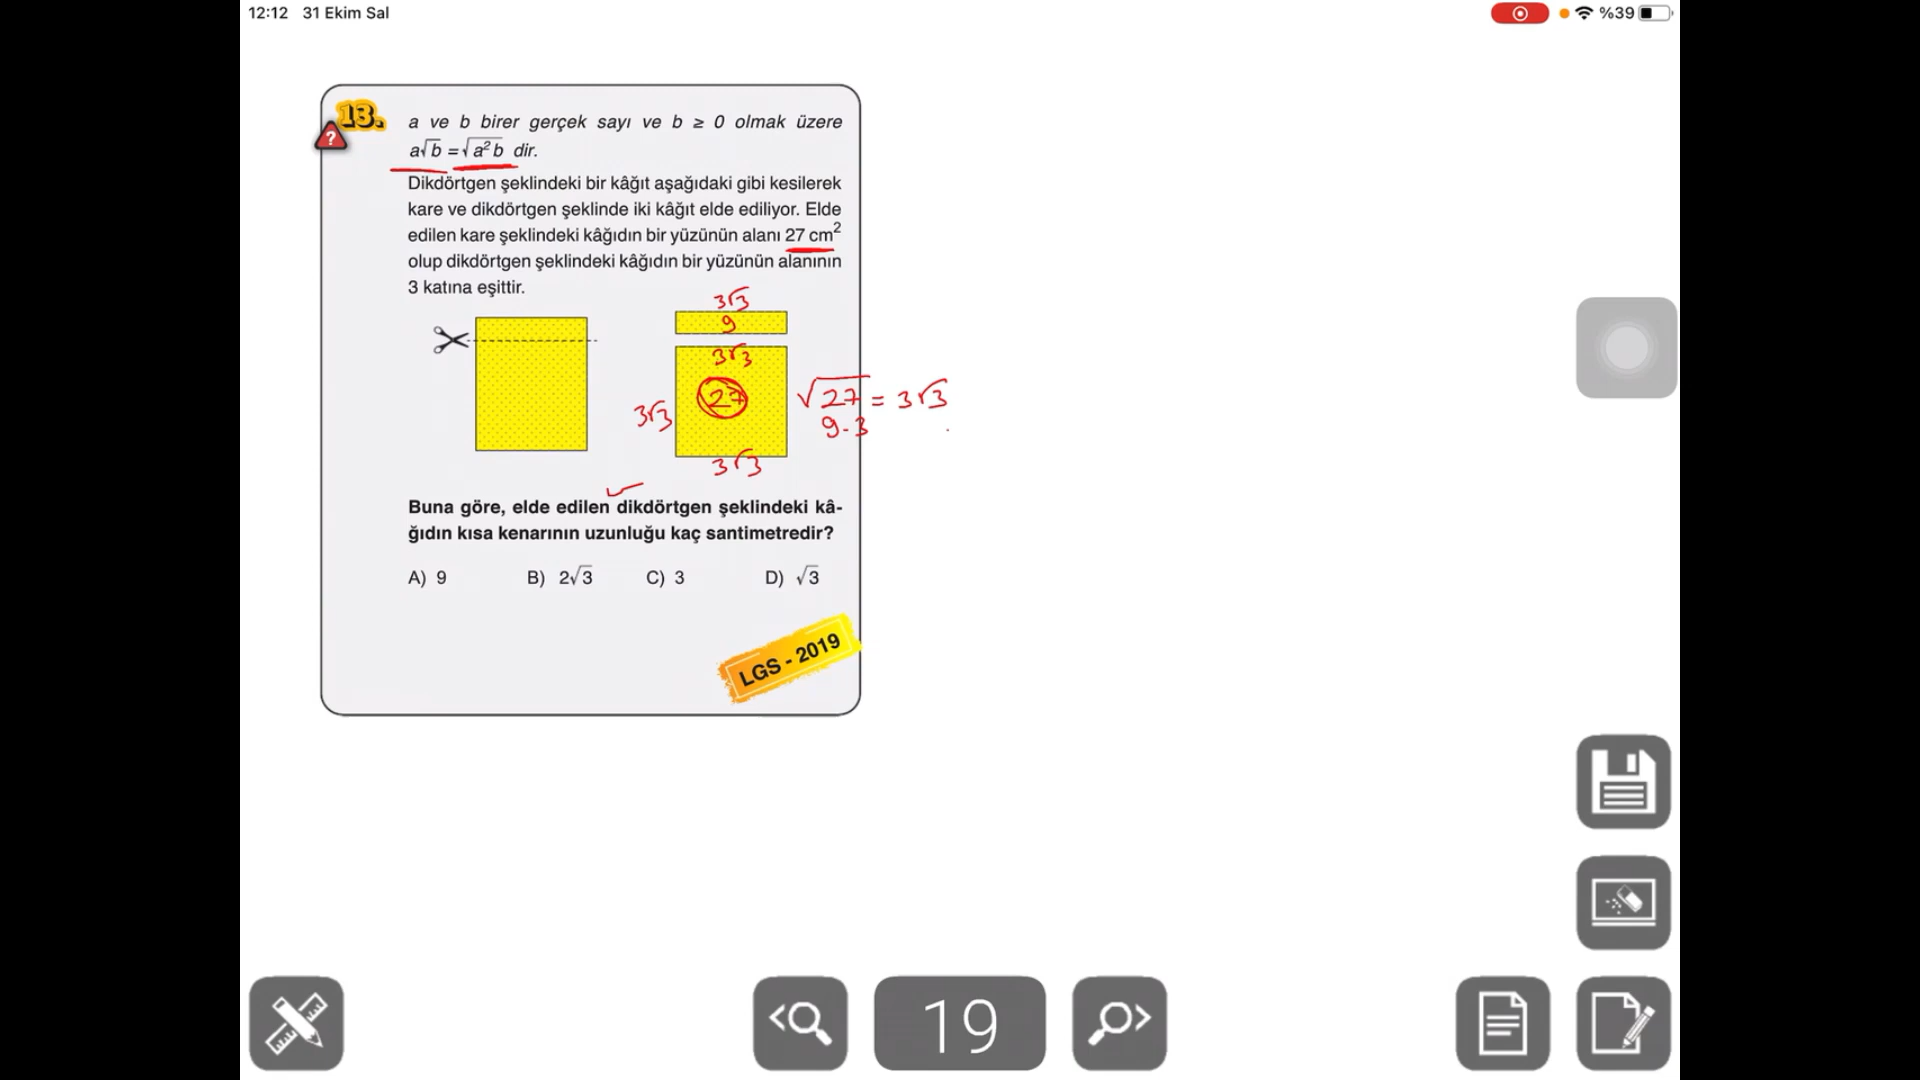 12:12 31 Ekim Sal
%39
13.
?
a ve b birer gerçek sayı ve b ≥ 0 olmak üzere
a√b = √a²b dir.
Dikdörtgen şeklindeki bir kâğıt aşağıdaki gibi kesilerek
kare ve dikdörtgen şeklinde iki kâğıt elde ediliyor. Elde
edilen kare şeklindeki kâğıdın bir yüzünün alanı 27 cm²
olup dikdörtgen şeklindeki kâğıdın bir yüzünün alanının
3 katına eşittir.
3√3
9
3√3
27
3√3
√27 = 3√3
9.3
3√3
Buna göre, elde edilen dikdörtgen şeklindeki kâ-
ğıdın kısa kenarının uzunluğu kaç santimetredir?
A) 9 B) 2√3 C) 3 D) √3
LGS - 2019
19